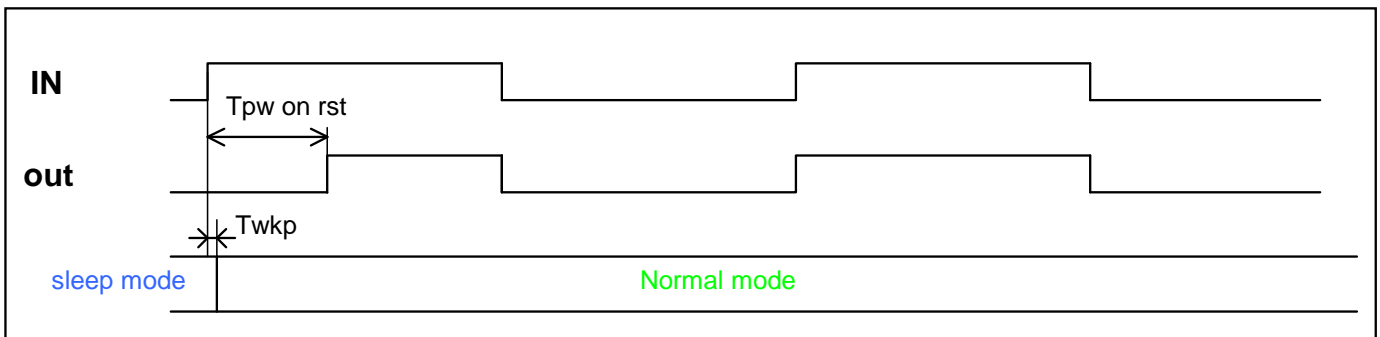 IN
Tpw on rst
out
Twkp
sleep mode Normal mode